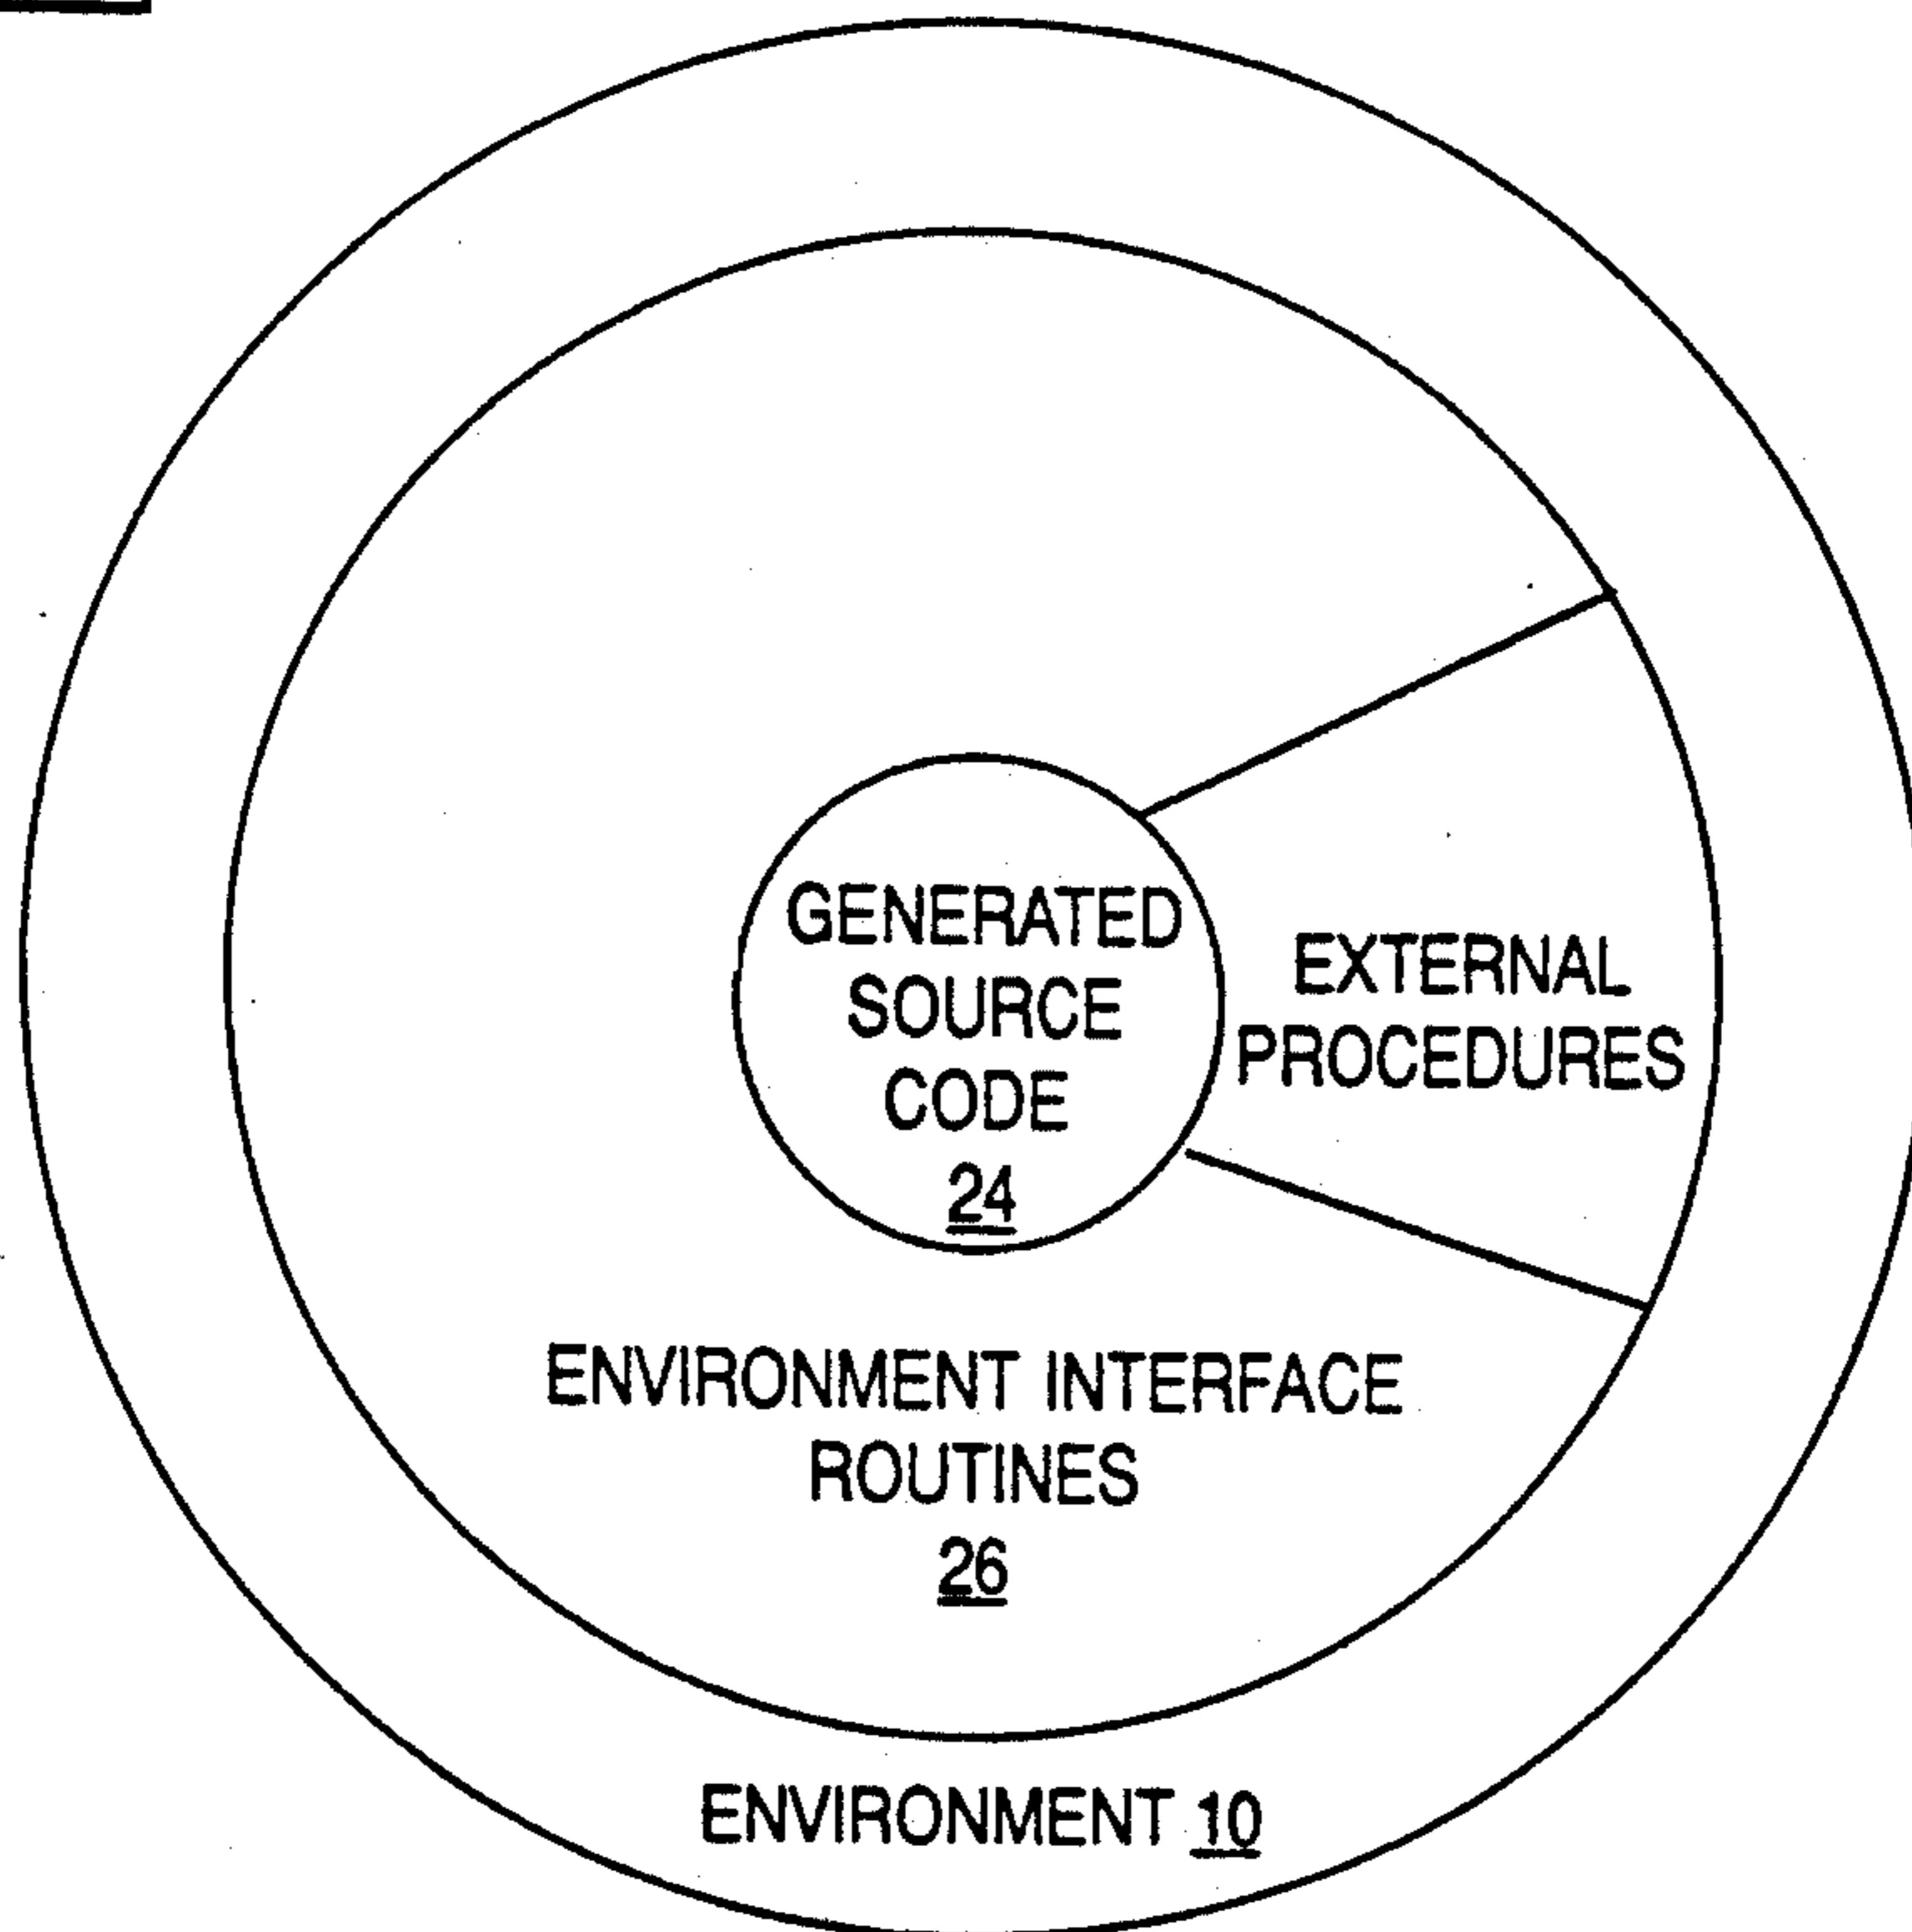 GENERATED
SOURCE
CODE
24
EXTERNAL
PROCEDURES
ENVIRONMENT INTERFACE
ROUTINES
26
ENVIRONMENT 10